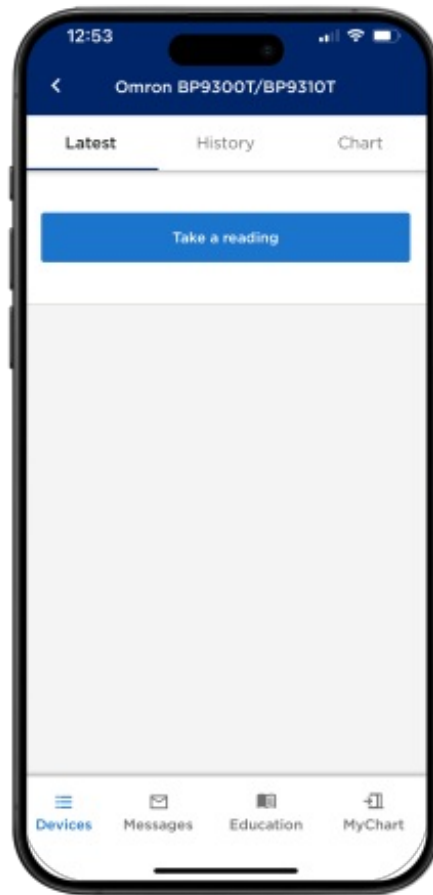 12:53
Omron BP9300T/BP9310T
Latest History Chart
Take a reading
Devices Messages Education MyChart